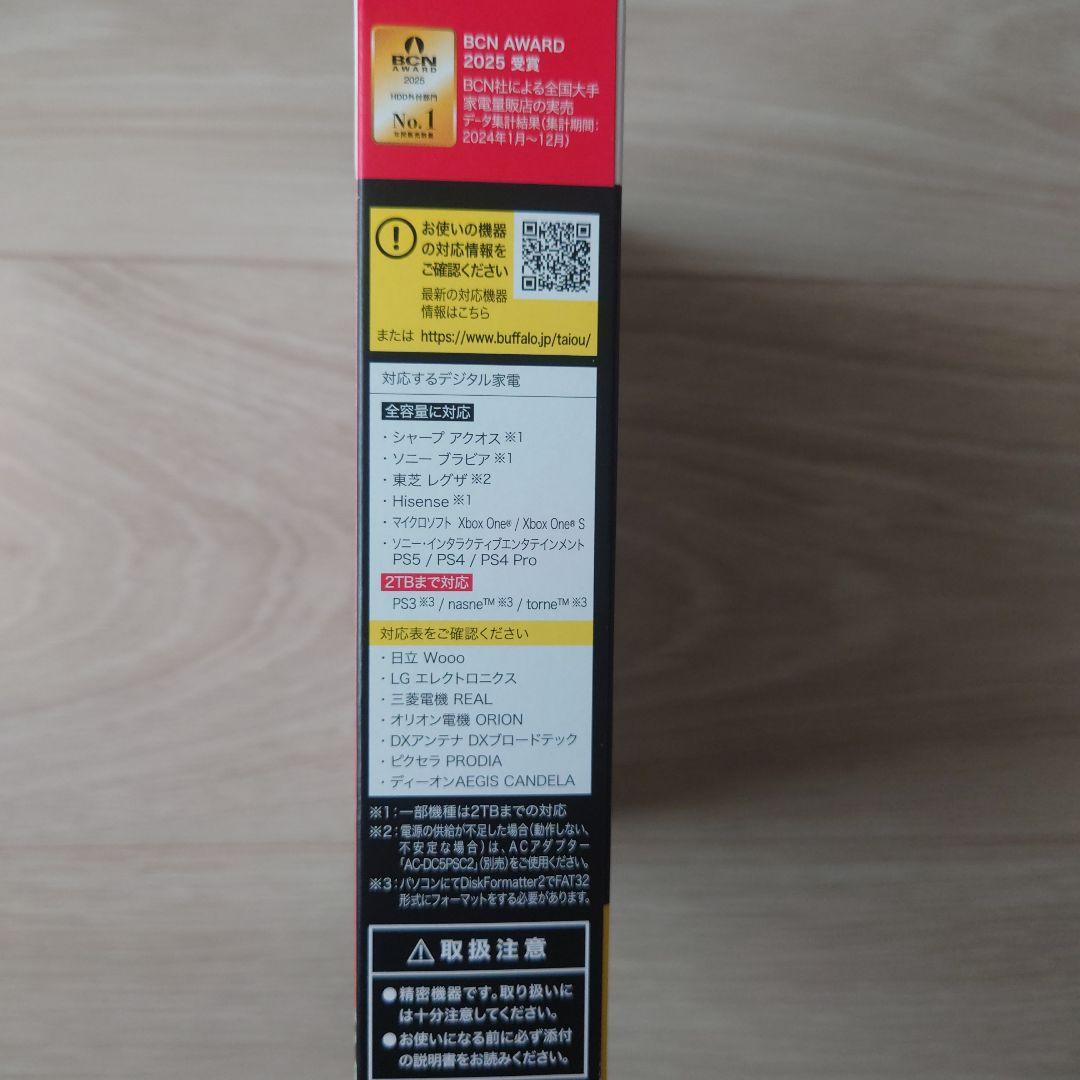 BCN
AWARD
2025
HDD外付部門
No.1
年間販売数量
BCN AWARD
2025 受賞
BCN社による全国大手
家電量販店の実売
データ集計結果(集計期間:
2024年1月～12月)
お使いの機器
の対応情報を
ご確認ください
最新の対応機器
情報はこちら
または https://www.buffalo.jp/taiou/
対応するデジタル家電
全容量に対応
・シャープ アクオス※1
・ソニー ブラビア※1
・東芝 レグザ※2
・Hisense※1
・マイクロソフト Xbox One® / Xbox One® S
・ソニー・インタラクティブエンタテインメント
PS5 / PS4 / PS4 Pro
2TBまで対応
PS3※3 / nasne™※3 / torne™※3
対応表をご確認ください
・日立 Wooo
・LG エレクトロニクス
・三菱電機 REAL
・オリオン電機 ORION
・DXアンテナ DXブロードテック
・ピクセラ PRODIA
・ディーオンAEGIS CANDELA
※1:一部機種は2TBまでの対応
※2:電源の供給が不足した場合(動作しない、
不安定な場合)は、ACアダプター
「AC-DC5PSC2」(別売)をご使用ください。
※3:パソコンにてDiskFormatter2でFAT32
形式にフォーマットをする必要があります。
取扱注意
●精密機器です。取り扱いに
は十分注意してください。
●お使いになる前に必ず添付
の説明書をお読みください。